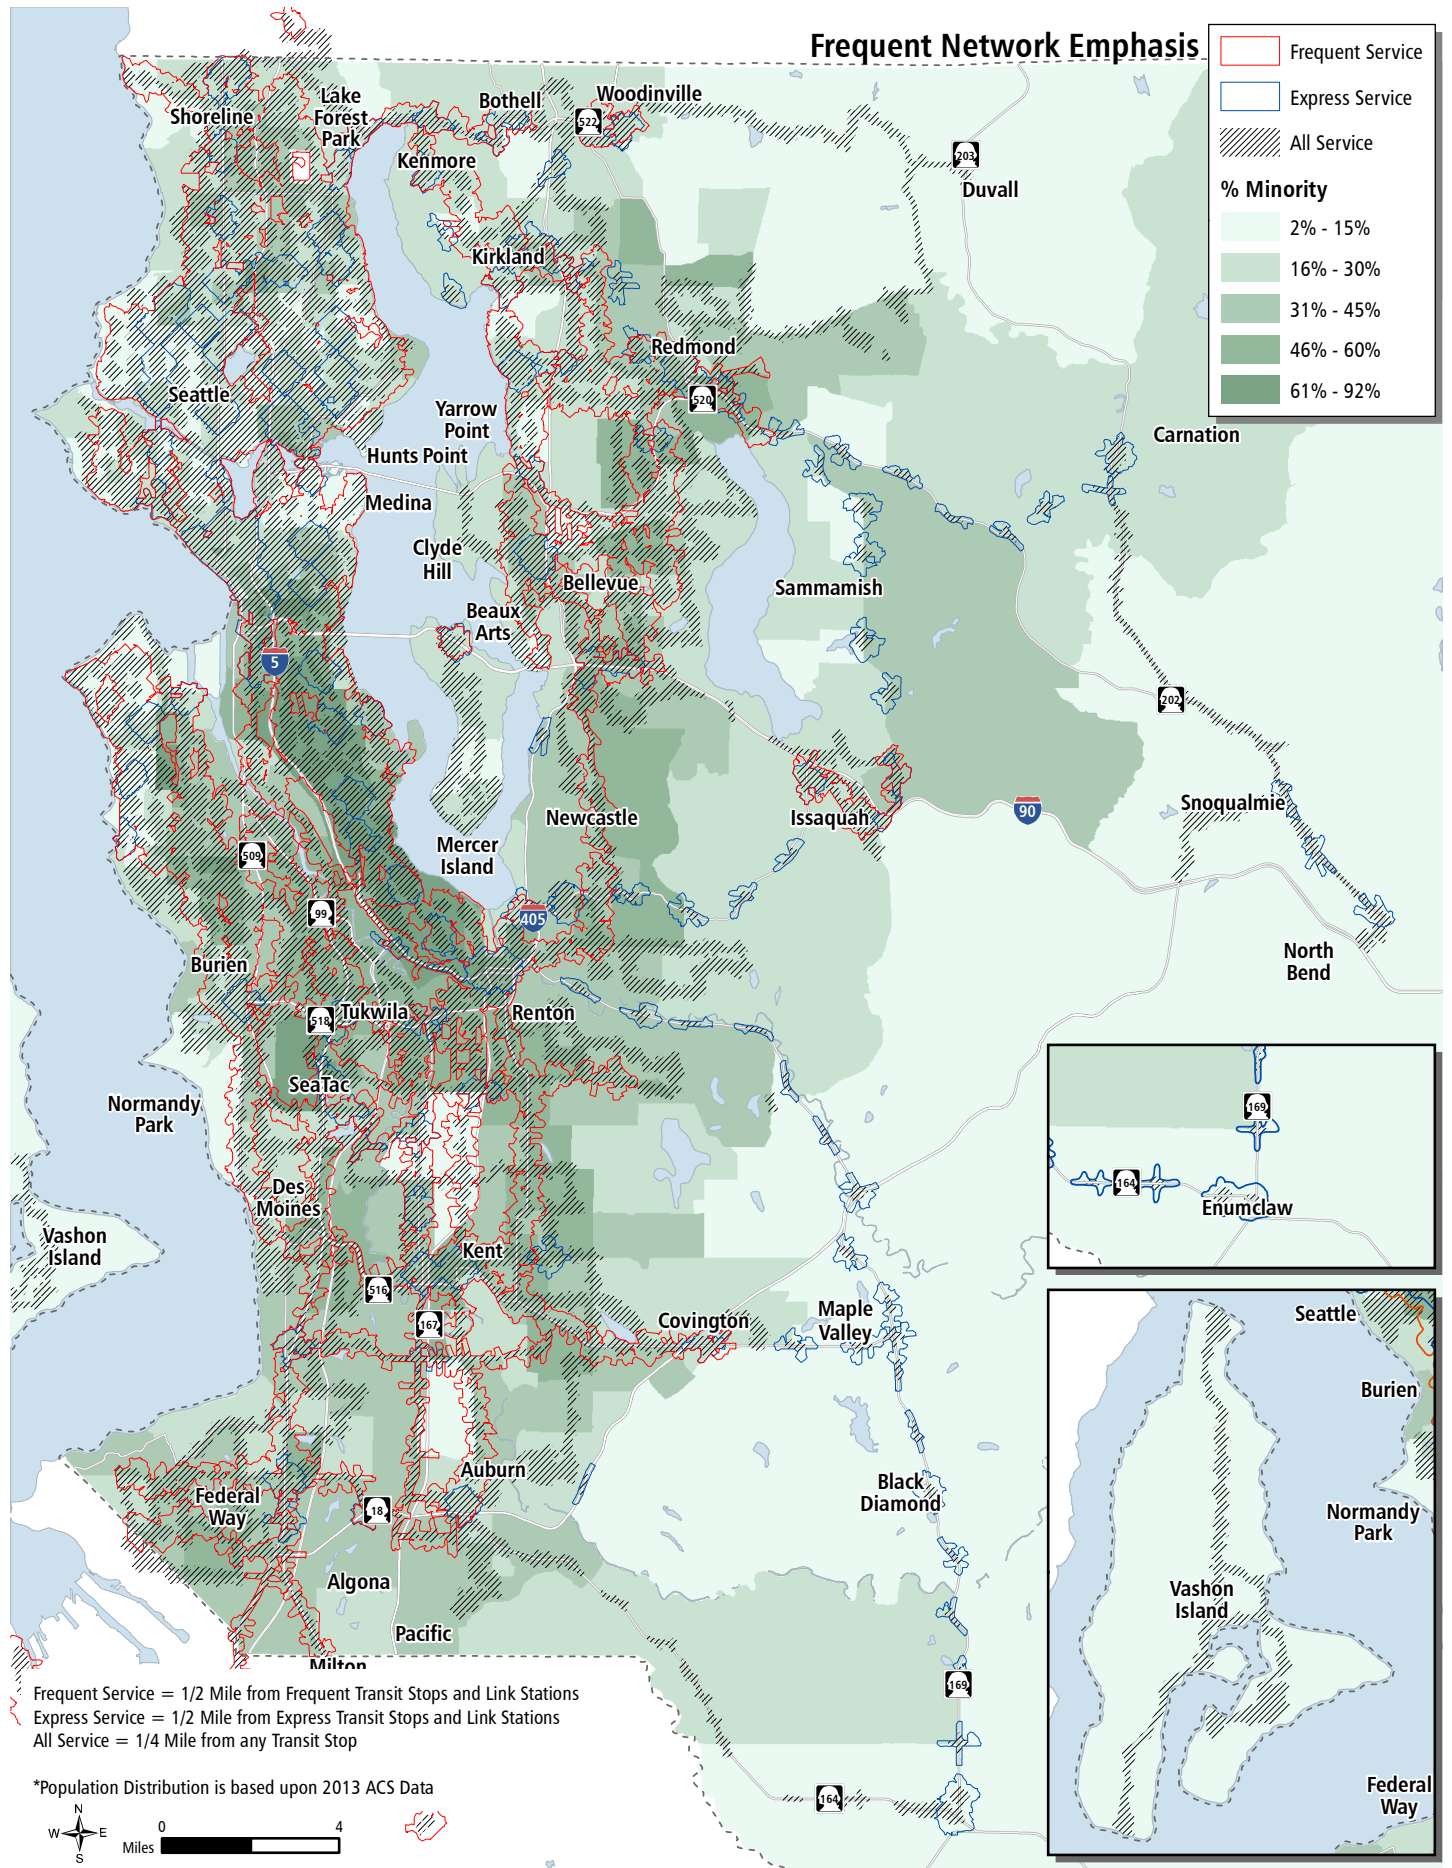 Frequent Network Emphasis
Frequent Service
Express Service
All Service
% Minority
2% - 15%
16% - 30%
31% - 45%
46% - 60%
61% - 92%
Shoreline
Lake
Forest
Park
Bothell
Woodinville
522
Kenmore
203
Duvall
Kirkland
Redmond
520
Seattle
Yarrow
Point
Hunts Point
Carnation
Medina
Clyde
Hill
Bellevue
Sammamish
Beaux
Arts
5
202
Newcastle
Issaquah
90
Snoqualmie
Mercer
Island
509
99
405
Burien
North
Bend
518
Tukwila
Renton
SeaTac
Normandy
Park
169
164
Enumclaw
Des
Moines
Vashon
Island
Kent
516
167
Covington
Maple
Valley
Seattle
Burien
Auburn
Federal
Way
18
Black
Diamond
Normandy
Park
Algona
Vashon
Island
Pacific
Milton
169
Frequent Service = 1/2 Mile from Frequent Transit Stops and Link Stations
Express Service = 1/2 Mile from Express Transit Stops and Link Stations
All Service = 1/4 Mile from any Transit Stop
*Population Distribution is based upon 2013 ACS Data
164
Federal
Way
N
W E
S
0 4
Miles